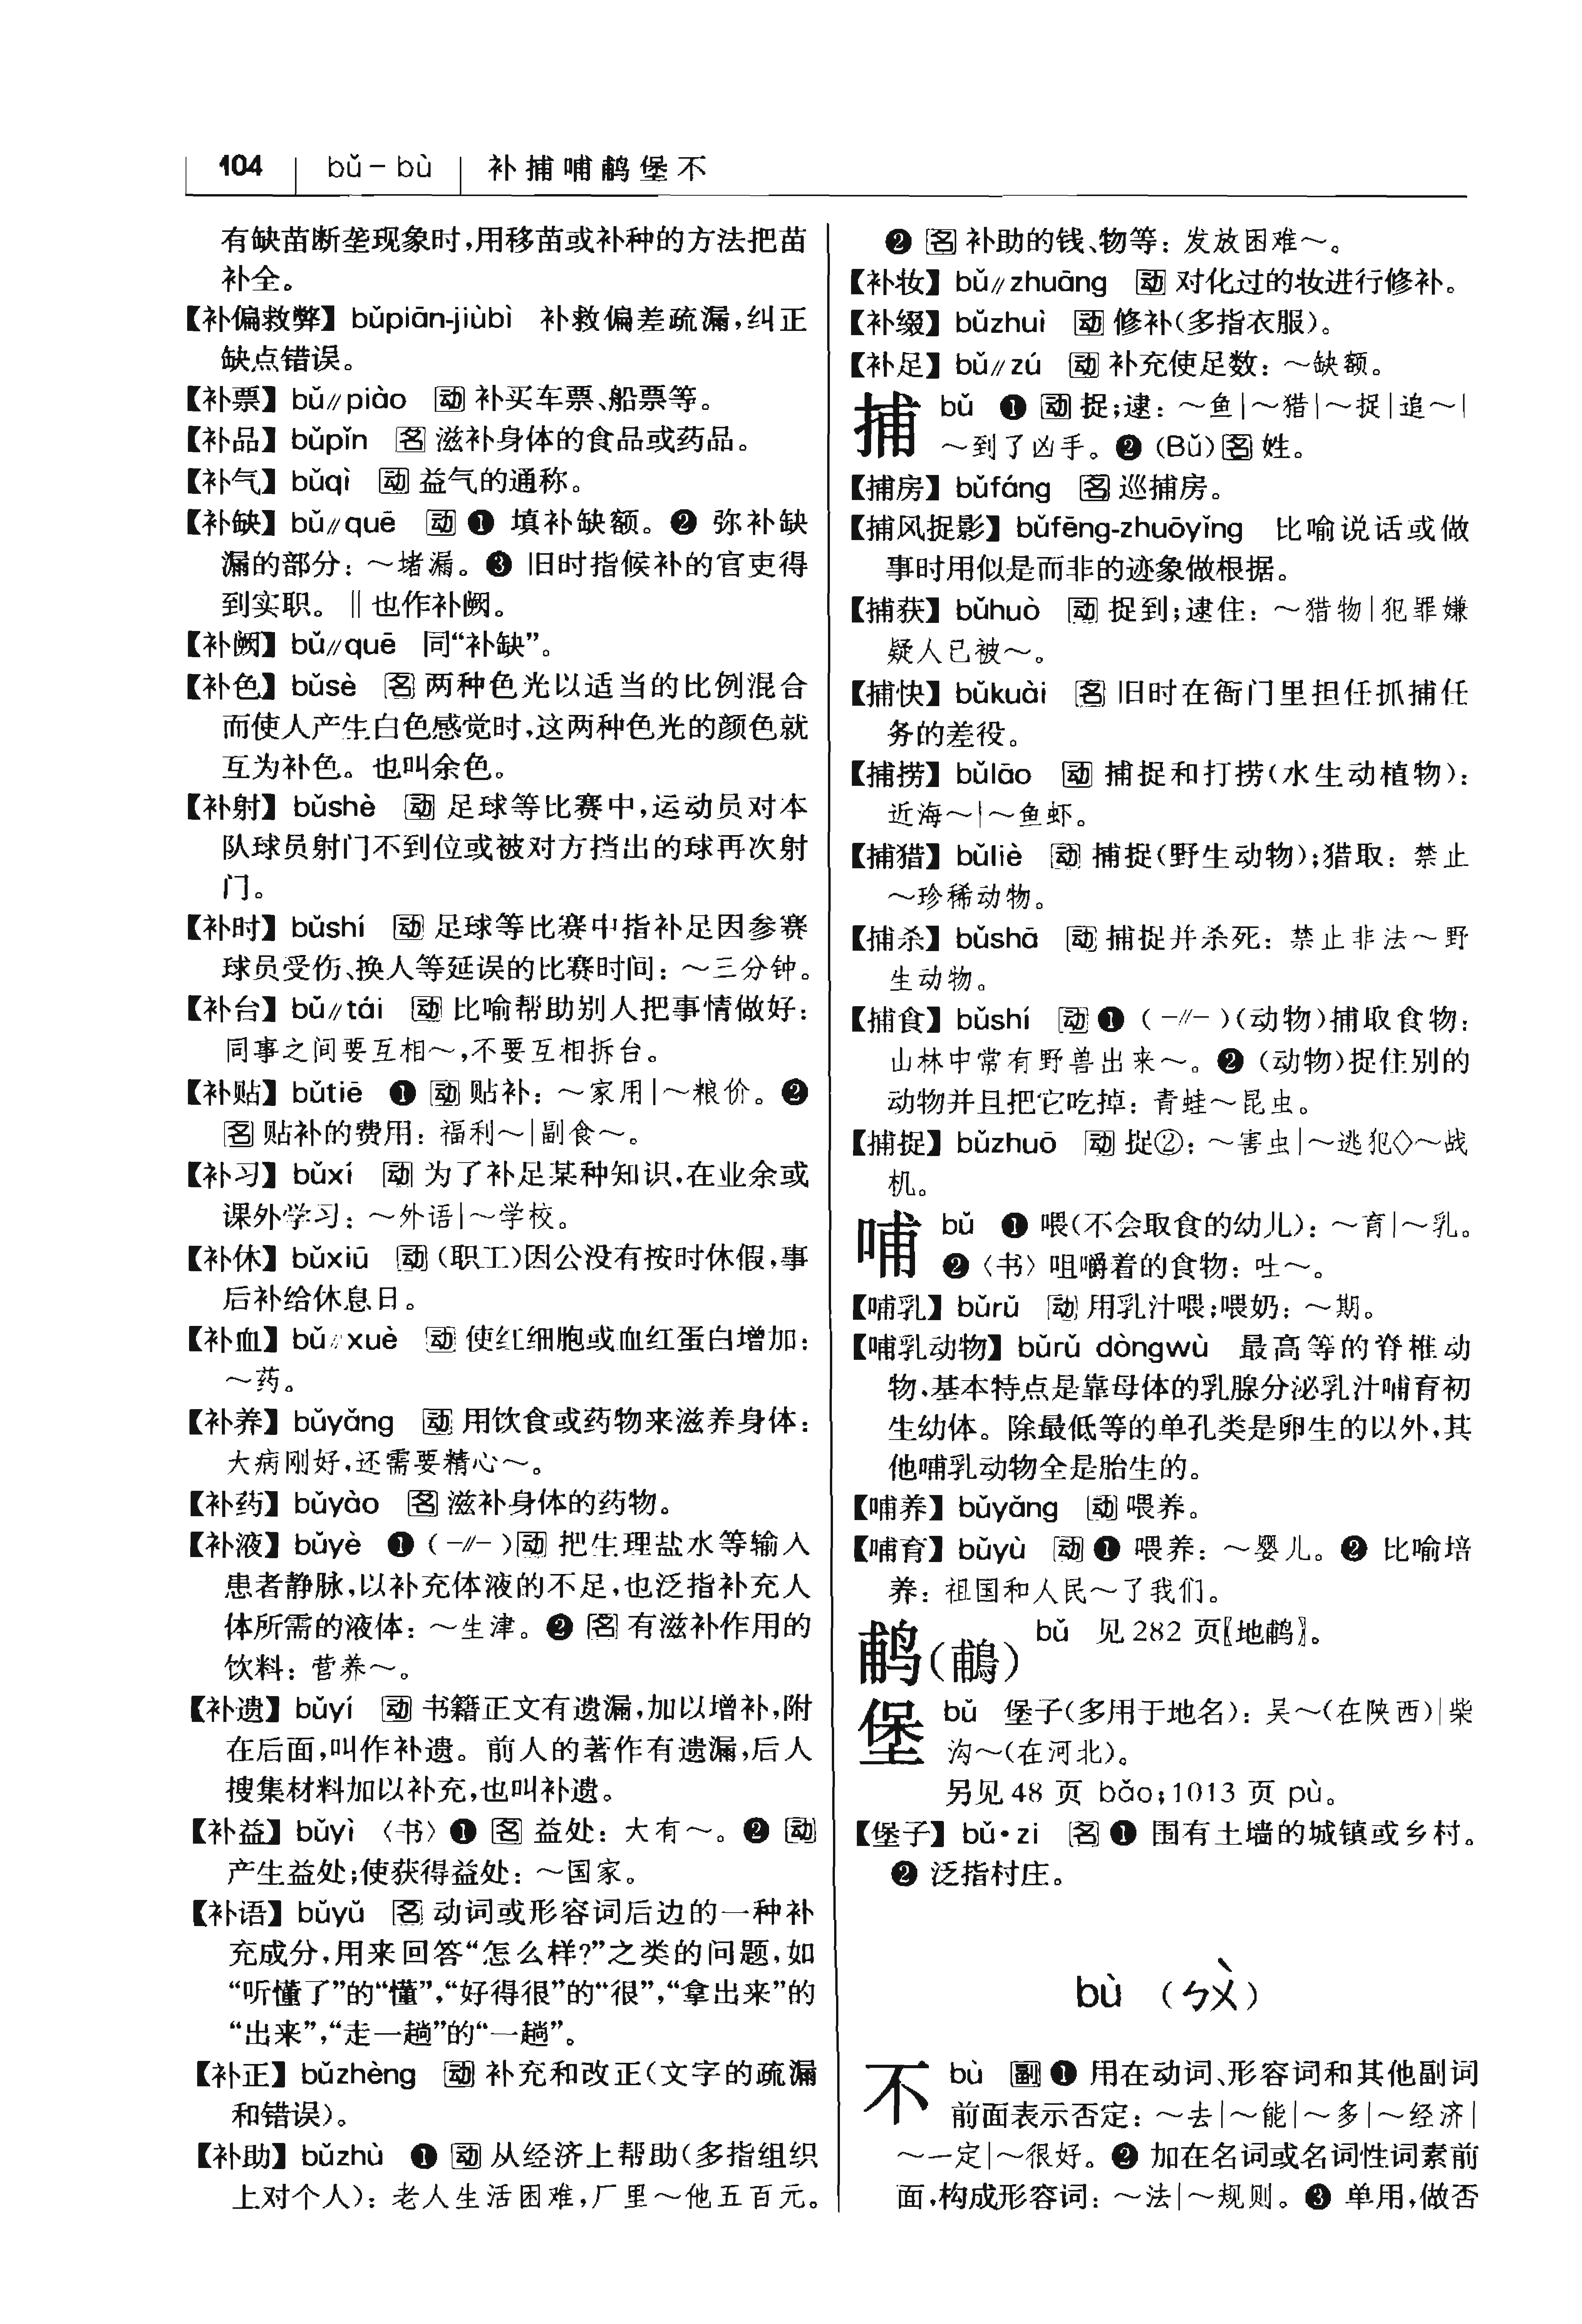 104 bǔ－bù 补捕哺鹔堡不
有缺苗断垄现象时,用移苗或补种的方法把苗
补全。
【补偏救弊】bǔpiān-jiùbì 补救偏差疏漏,纠正
缺点错误。
【补票】bǔ∥piào 动 补买车票、船票等。
【补品】bǔpǐn 名 滋补身体的食品或药品。
【补气】bǔqì 动 益气的通称。
【补缺】bǔ∥quē 动 ❶ 填补缺额。❷ 弥补缺
漏的部分：～堵漏。❸ 旧时指候补的官吏得
到实职。‖也作补阙。
【补阙】bǔ∥quē 同“补缺”。
【补色】bǔsè 名 两种色光以适当的比例混合
而使人产生白色感觉时,这两种色光的颜色就
互为补色。也叫余色。
【补射】bǔshè 动 足球等比赛中,运动员对本
队球员射门不到位或被对方挡出的球再次射
门。
【补时】bǔshí 动 足球等比赛中指补足因参赛
球员受伤、换人等延误的比赛时间：～三分钟。
【补台】bǔ∥tái 动 比喻帮助别人把事情做好：
同事之间要互相～,不要互相拆台。
【补贴】bǔtiē ❶ 动 贴补：～家用|～粮价。❷
名 贴补的费用：福利～|副食～。
【补习】bǔxí 动 为了补足某种知识,在业余或
课外学习：～外语|～学校。
【补休】bǔxiū 动（职工）因公没有按时休假,事
后补给休息日。
【补血】bǔ∥xuè 动 使红细胞或血红蛋白增加：
～药。
【补养】bǔyǎng 动 用饮食或药物来滋养身体：
大病刚好,还需要精心～。
【补药】bǔyào 名 滋补身体的药物。
【补液】bǔyè ❶（－∥－）动 把生理盐水等输入
患者静脉,以补充体液的不足,也泛指补充人
体所需的液体：～生津。❷ 名 有滋补作用的
饮料：营养～。
【补遗】bǔyí 动 书籍正文有遗漏,加以增补,附
在后面,叫作补遗。前人的著作有遗漏,后人
搜集材料加以补充,也叫补遗。
【补益】bǔyì〈书〉❶ 名 益处：大有～。❷ 动
产生益处;使获得益处：～国家。
【补语】bǔyǔ 名 动词或形容词后边的一种补
充成分,用来回答“怎么样?”之类的问题,如
“听懂了”的“懂”,“好得很”的“很”,“拿出来”的
“出来”,“走一趟”的“一趟”。
【补正】bǔzhèng 动 补充和改正（文字的疏漏
和错误）。
【补助】bǔzhù ❶ 动 从经济上帮助（多指组织
上对个人）：老人生活困难,厂里～他五百元。
❷ 名 补助的钱、物等：发放困难～。
【补妆】bǔ∥zhuāng 动 对化过的妆进行修补。
【补缀】bǔzhuì 动 修补（多指衣服）。
【补足】bǔ∥zú 动 补充使足数：～缺额。
捕 bǔ ❶ 动 捉;逮：～鱼|～猎|～捉|追～|
～到了凶手。❷（Bǔ）名 姓。
【捕房】bǔfáng 名 巡捕房。
【捕风捉影】bǔfēng-zhuōyǐng 比喻说话或做
事时用似是而非的迹象做根据。
【捕获】bǔhuò 动 捉到;逮住：～猎物|犯罪嫌
疑人已被～。
【捕快】bǔkuài 名 旧时在衙门里担任抓捕任
务的差役。
【捕捞】bǔlāo 动 捕捉和打捞（水生动植物）：
近海～|～鱼虾。
【捕猎】bǔliè 动 捕捉（野生动物）;猎取：禁止
～珍稀动物。
【捕杀】bǔshā 动 捕捉并杀死：禁止非法～野
生动物。
【捕食】bǔshí 动 ❶（－∥－）（动物）捕取食物：
山林中常有野兽出来～。❷（动物）捉住别的
动物并且把它吃掉：青蛙～昆虫。
【捕捉】bǔzhuō 动 捉②：～害虫|～逃犯◇～战
机。
哺 bǔ ❶ 喂（不会取食的幼儿）：～育|～乳。
❷〈书〉咀嚼着的食物：吐～。
【哺乳】bǔrǔ 动 用乳汁喂;喂奶：～期。
【哺乳动物】bǔrǔ dòngwù 最高等的脊椎动
物,基本特点是靠母体的乳腺分泌乳汁哺育初
生幼体。除最低等的单孔类是卵生的以外,其
他哺乳动物全是胎生的。
【哺养】bǔyǎng 动 喂养。
【哺育】bǔyù 动 ❶ 喂养：～婴儿。❷ 比喻培
养：祖国和人民～了我们。
𫚖（鵏）bǔ 见 282 页〖地𫚖〗。
堡 bǔ 堡子（多用于地名）：吴～（在陕西）|柴
沟～（在河北）。
另见 48 页 bǎo;1013 页 pù。
【堡子】bǔ·zi 名 ❶ 围有土墙的城镇或乡村。
❷ 泛指村庄。
bù （ㄅㄨˋ）
不 bù 副 ❶ 用在动词、形容词和其他副词
前面表示否定：～去|～能|～多|～经济|
～一定|～很好。❷ 加在名词或名词性词素前
面,构成形容词：～法|～规则。❸ 单用,做否